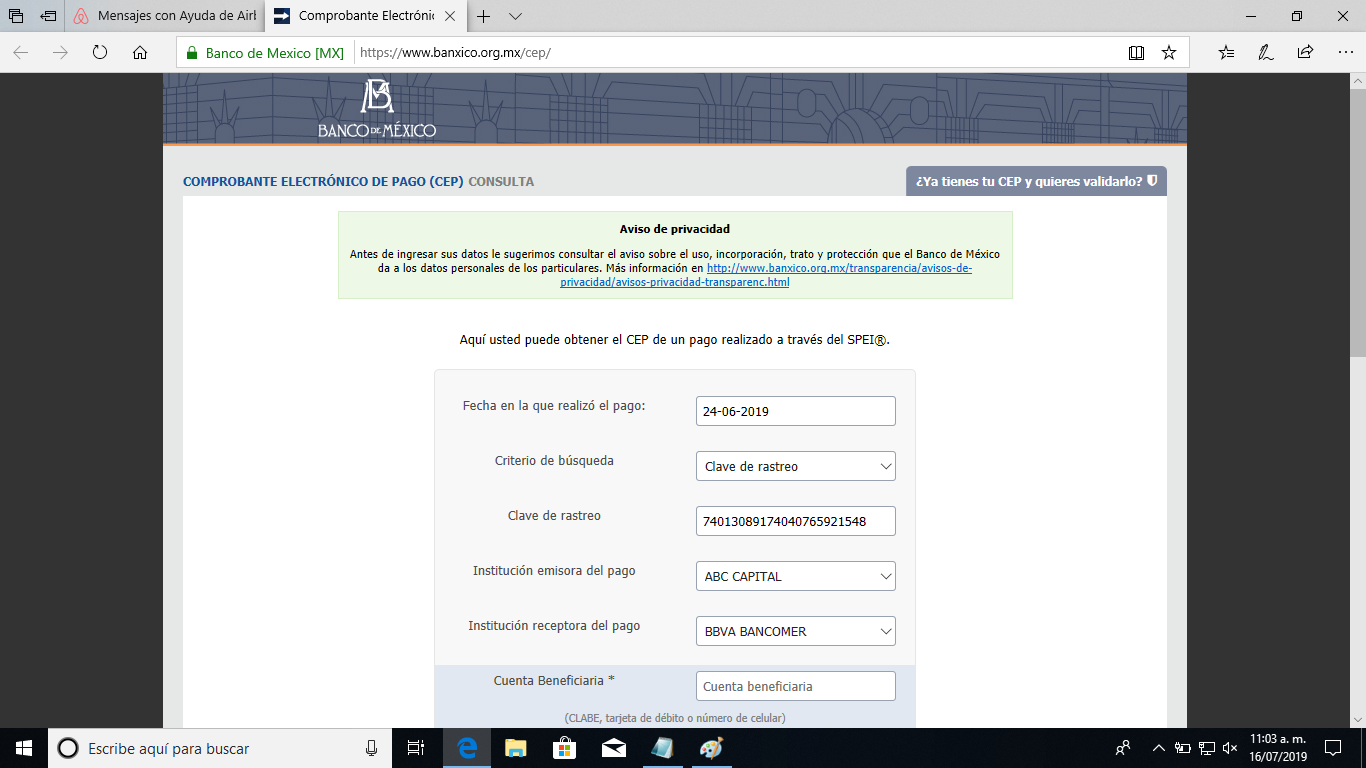 Mensajes con Ayuda de Airb
Comprobante Electrónic
Banco de Mexico [MX]
https://www.banxico.org.mx/cep/
BANCO DE MÉXICO
COMPROBANTE ELECTRÓNICO DE PAGO (CEP) CONSULTA
¿Ya tienes tu CEP y quieres validarlo?
Aviso de privacidad
Antes de ingresar sus datos le sugerimos consultar el aviso sobre el uso, incorporación, trato y protección que el Banco de México
da a los datos personales de los particulares. Más información en http://www.banxico.org.mx/transparencia/avisos-de-
privacidad/avisos-privacidad-transparenc.html
Aquí usted puede obtener el CEP de un pago realizado a través del SPEI®.
Fecha en la que realizó el pago:
24-06-2019
Criterio de búsqueda
Clave de rastreo
Clave de rastreo
74013089174040765921548
Institución emisora del pago
ABC CAPITAL
Institución receptora del pago
BBVA BANCOMER
Cuenta Beneficiaria *
Cuenta beneficiaria
(CLABE, tarjeta de débito o número de celular)
Escribe aquí para buscar
11:03 a. m.
16/07/2019